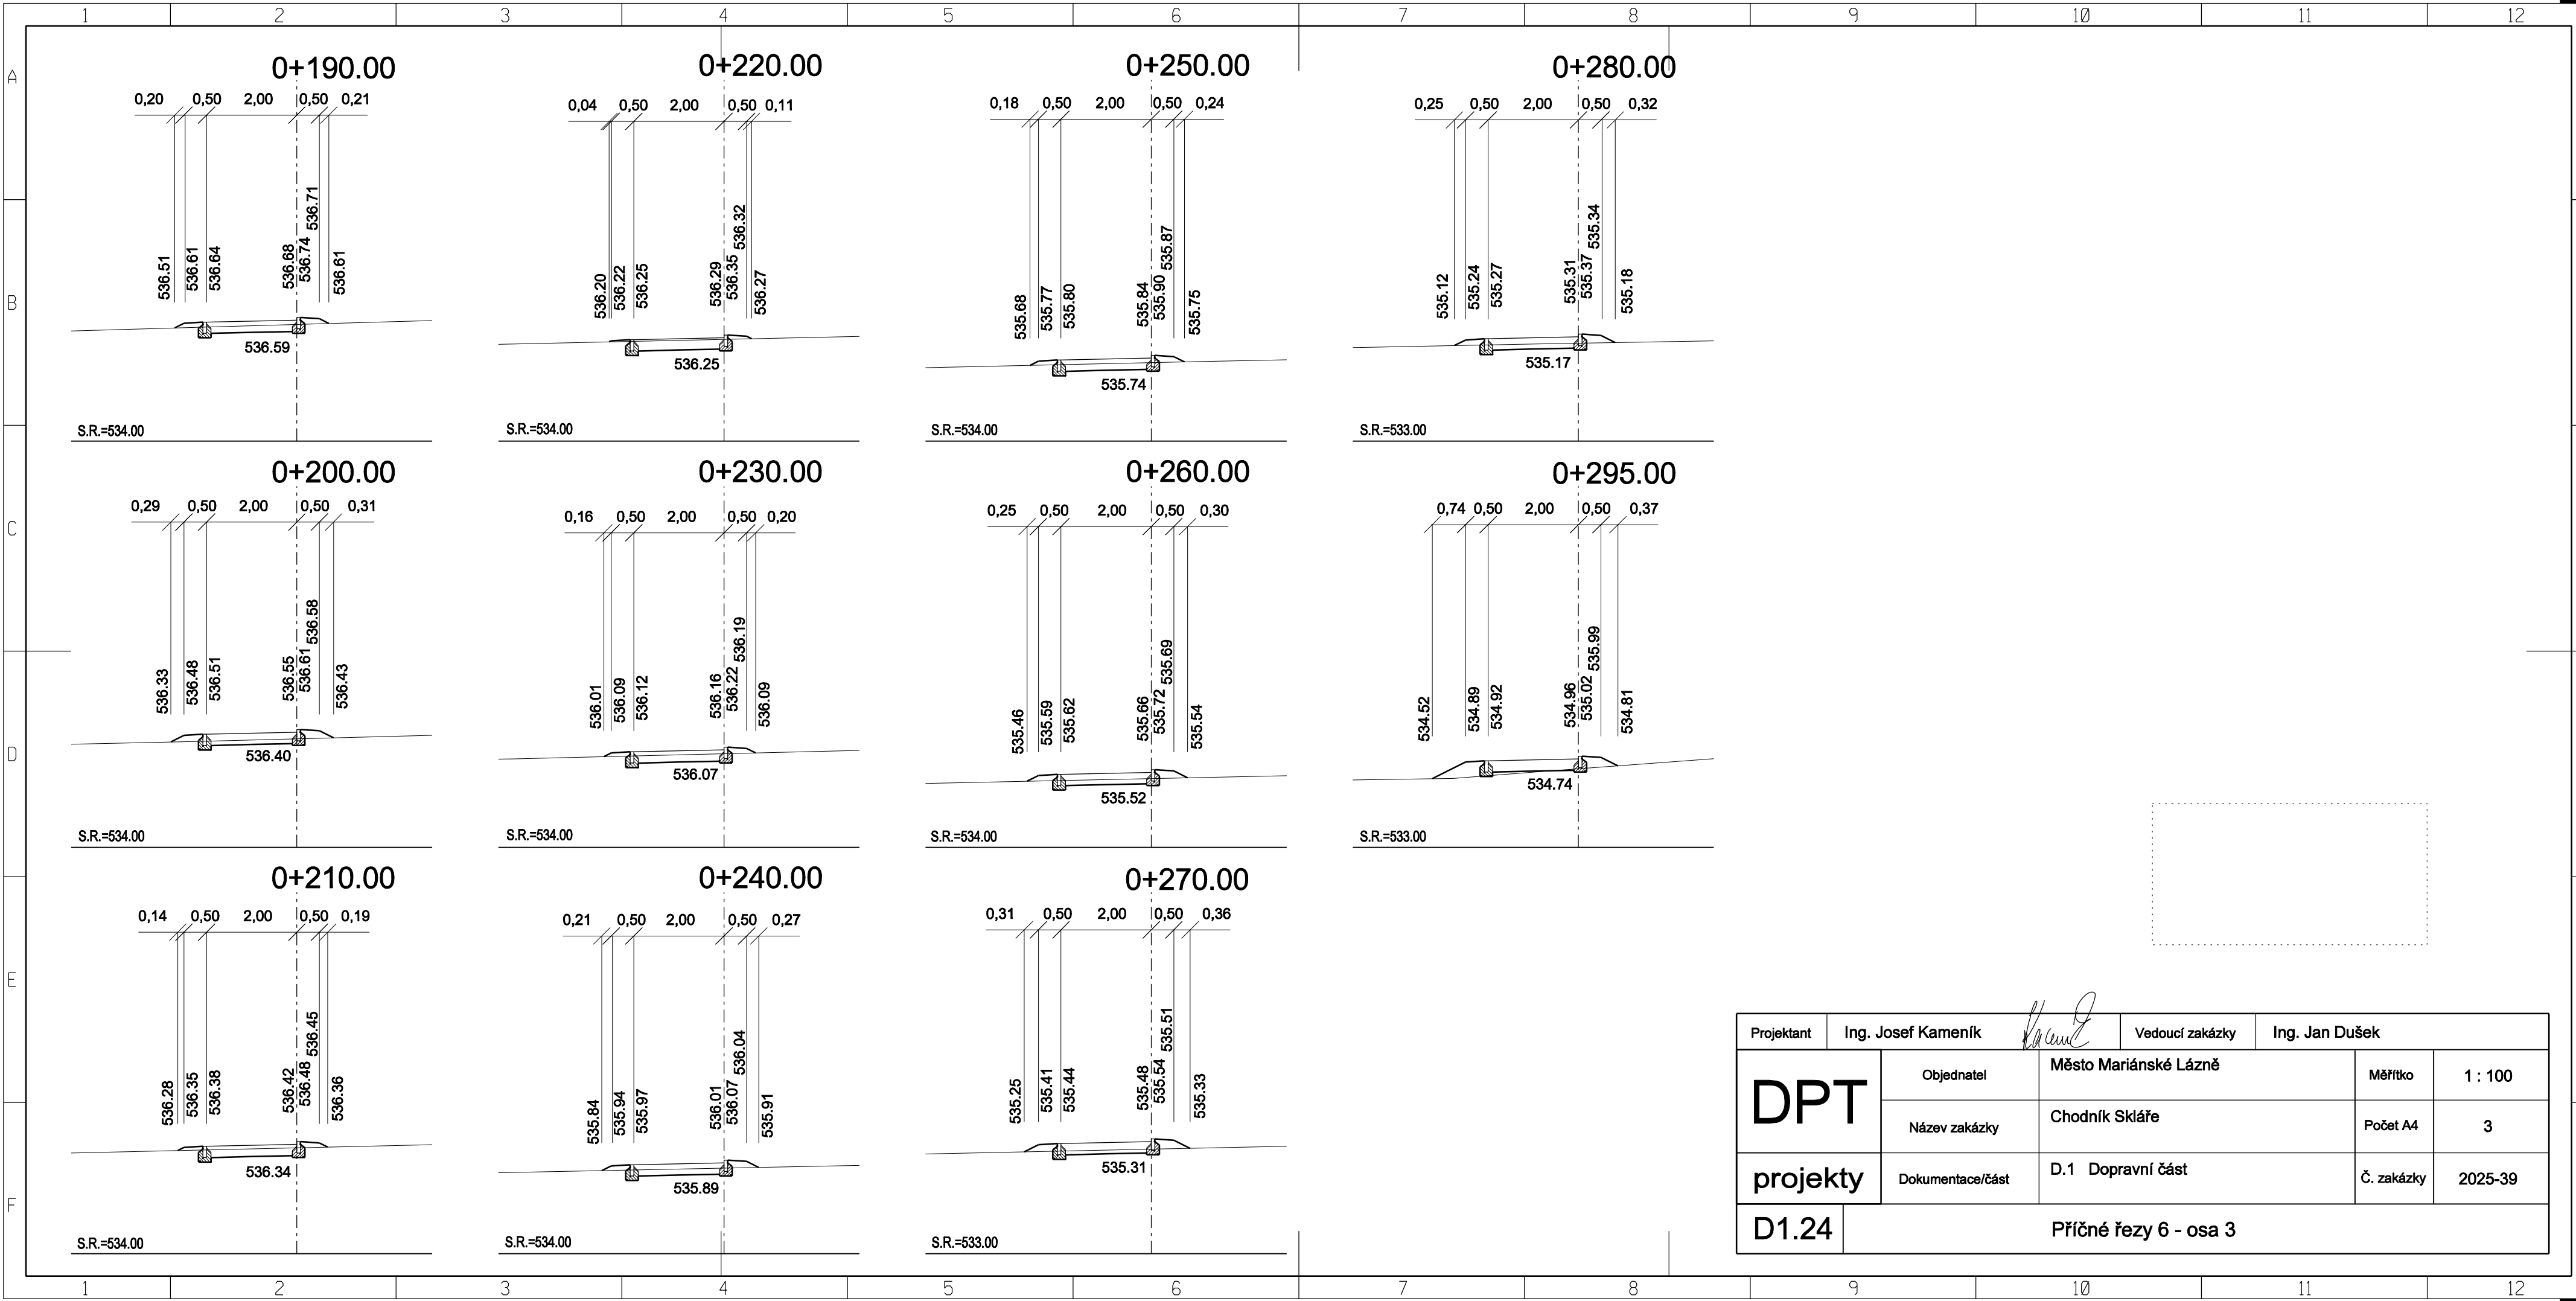 1 2 3 4 5 6 7 8 9 10 11 12
A
B
C
D
E
F
0+190.00
0,20 0,50 2,00 0,50 0,21
536.51 536.61 536.64 536.68 536.74 536.71 536.61
536.59
S.R.=534.00
0+220.00
0,04 0,50 2,00 0,50 0,11
536.20 536.22 536.25 536.29 536.35 536.32 536.27
536.25
S.R.=534.00
0+250.00
0,18 0,50 2,00 0,50 0,24
535.68 535.77 535.80 535.84 535.90 535.87 535.75
535.74
S.R.=534.00
0+280.00
0,25 0,50 2,00 0,50 0,32
535.12 535.24 535.27 535.31 535.37 535.34 535.18
535.17
S.R.=533.00
0+200.00
0,29 0,50 2,00 0,50 0,31
536.33 536.48 536.51 536.55 536.61 536.58 536.43
536.40
S.R.=534.00
0+230.00
0,16 0,50 2,00 0,50 0,20
536.01 536.09 536.12 536.16 536.22 536.19 536.09
536.07
S.R.=534.00
0+260.00
0,25 0,50 2,00 0,50 0,30
535.46 535.59 535.62 535.66 535.72 535.69 535.54
535.52
S.R.=534.00
0+295.00
0,74 0,50 2,00 0,50 0,37
534.52 534.89 534.92 534.96 535.02 535.99 534.81
534.74
S.R.=533.00
0+210.00
0,14 0,50 2,00 0,50 0,19
536.28 536.35 536.38 536.42 536.48 536.45 536.36
536.34
S.R.=534.00
0+240.00
0,21 0,50 2,00 0,50 0,27
535.84 535.94 535.97 536.01 536.07 536.04 535.91
535.89
S.R.=534.00
0+270.00
0,31 0,50 2,00 0,50 0,36
535.25 535.41 535.44 535.48 535.54 535.51 535.33
535.31
S.R.=533.00
Projektant Ing. Josef Kameník Vedoucí zakázky Ing. Jan Dušek
DPT
projekty
Objednatel Město Mariánské Lázně Měřítko 1 : 100
Název zakázky Chodník Skláře Počet A4 3
Dokumentace/část D.1 Dopravní část Č. zakázky 2025-39
D1.24 Příčné řezy 6 - osa 3
1 2 3 4 5 6 7 8 9 10 11 12